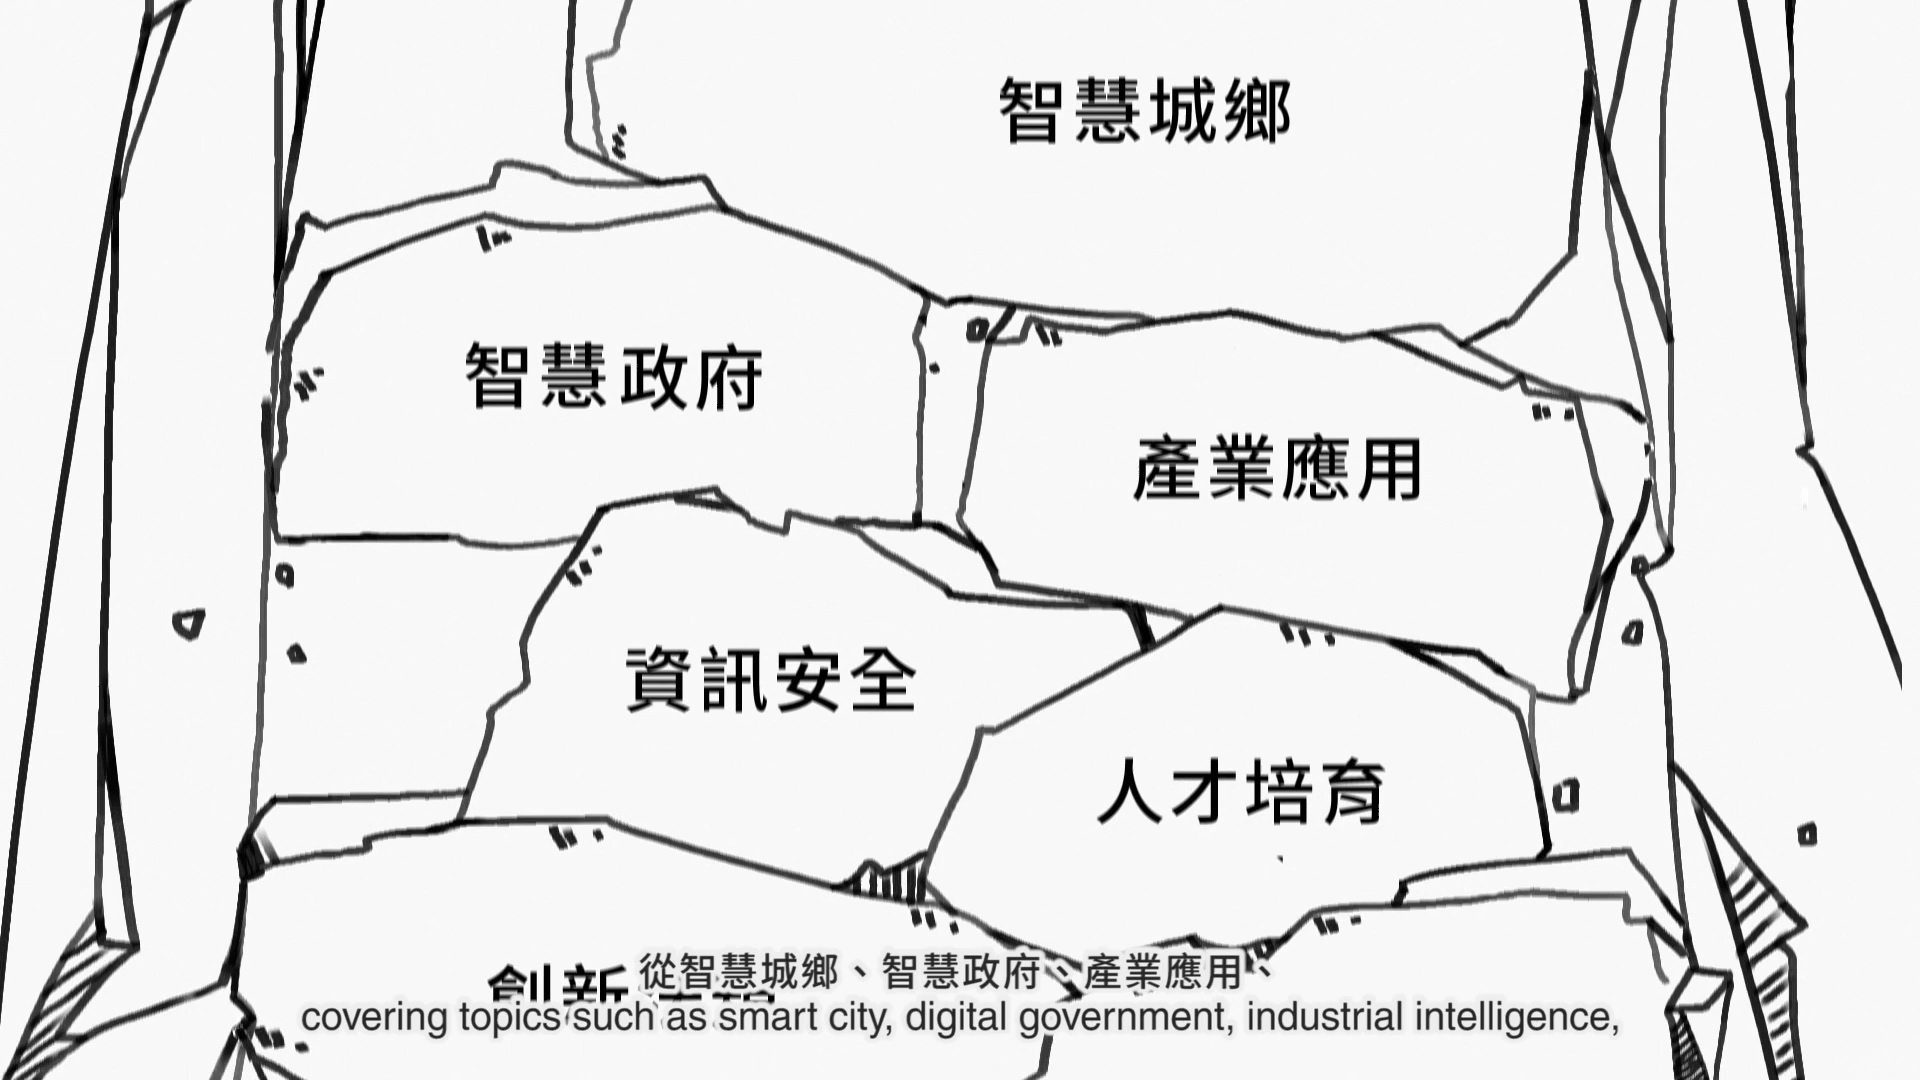 智慧城鄉
智慧政府
產業應用
資訊安全
人才培育
創新
從智慧城鄉、智慧政府、產業應用、
covering topics such as smart city, digital government, industrial intelligence,